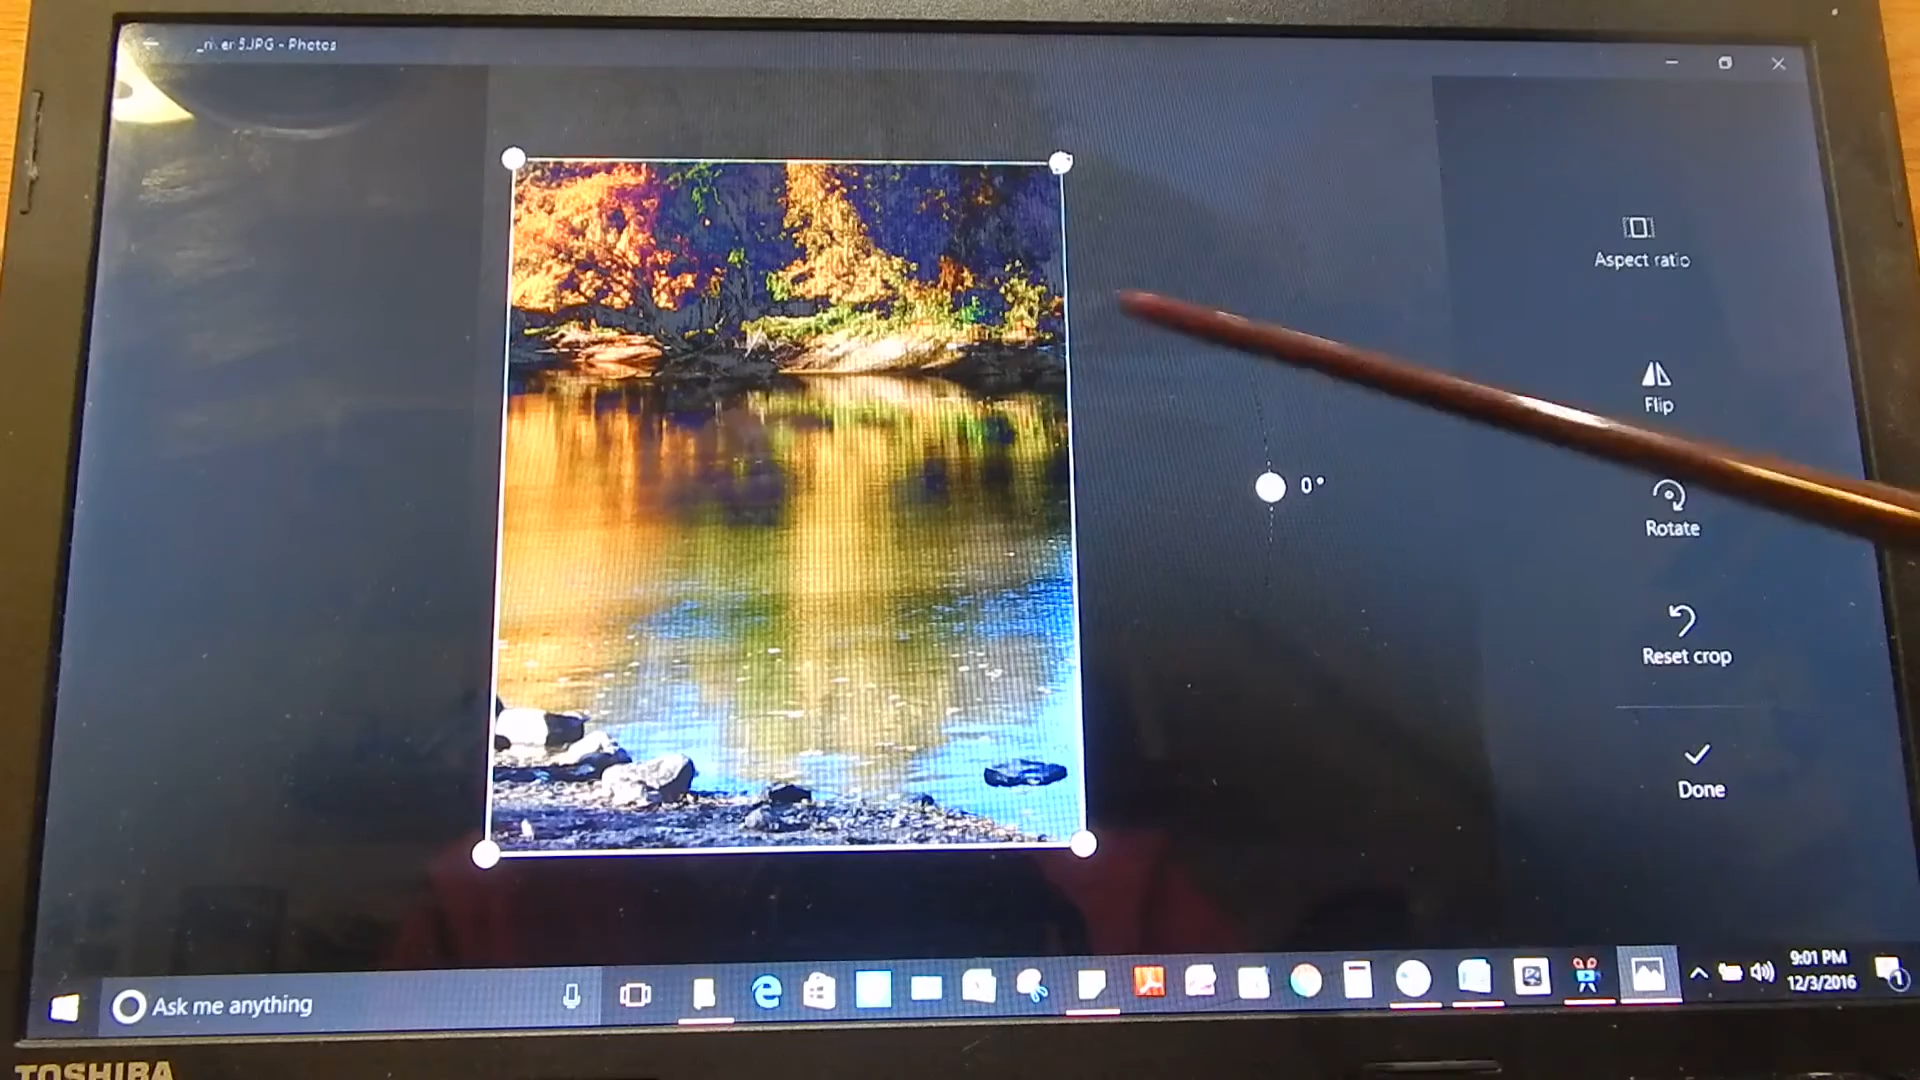 - Photos
Aspect ratio
Flip
0°
Rotate
Reset crop
Done
Ask me anything
9:01 PM
12/3/2016
1
TOSHIBA